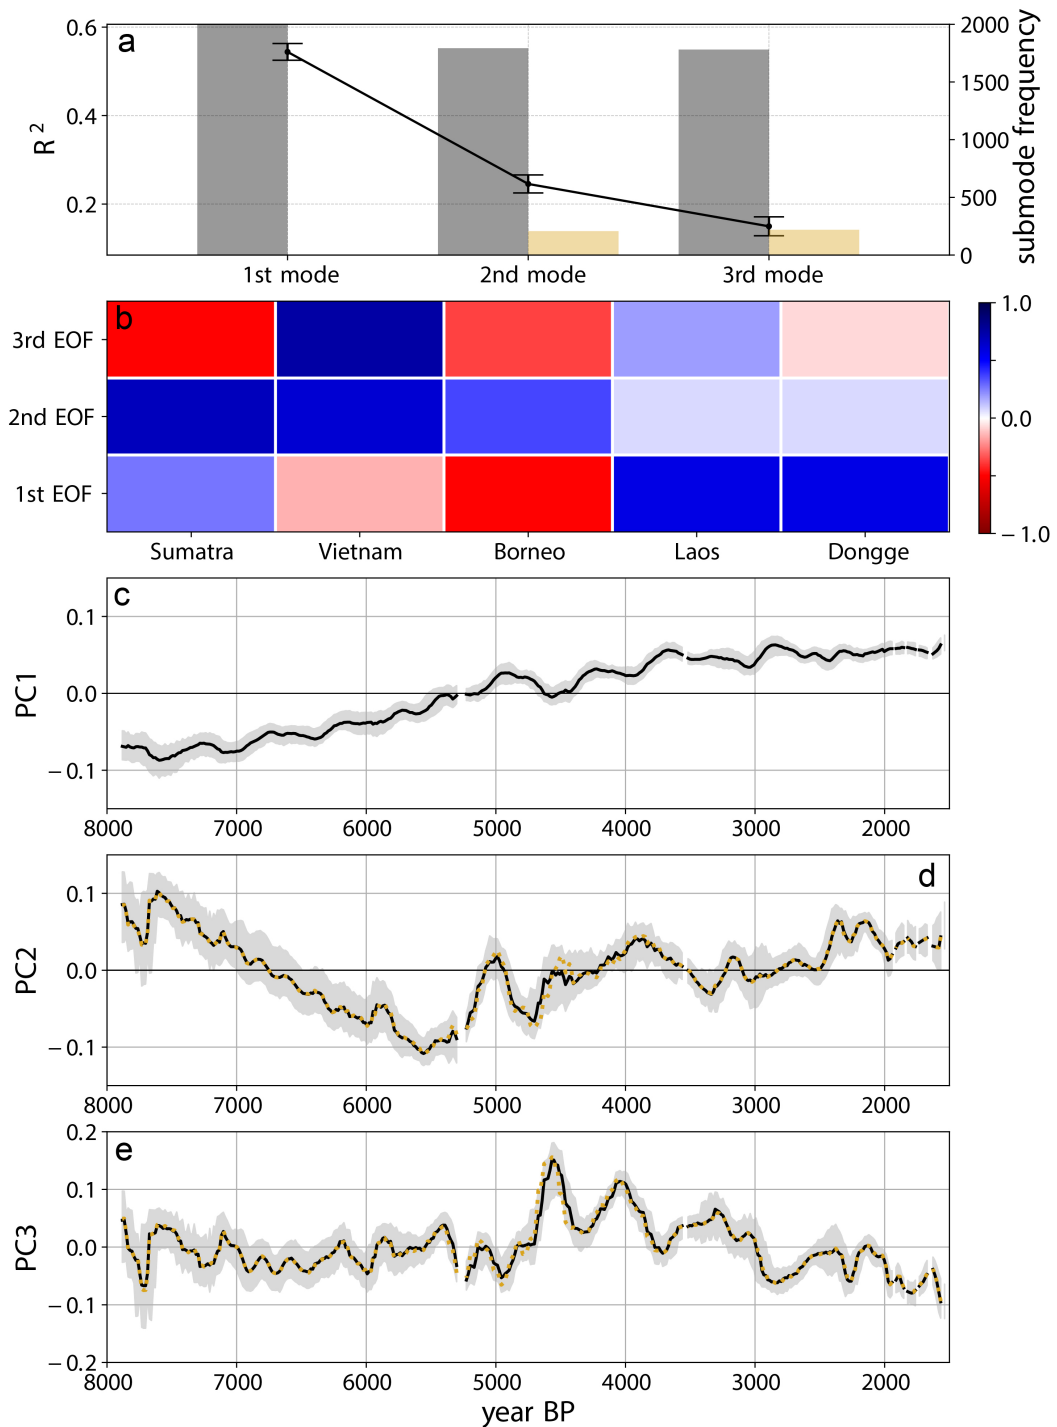 a
R²
0.6
0.4
0.2
2000
1500
1000
500
0
submode frequency
1st mode
2nd mode
3rd mode
b
3rd EOF
2nd EOF
1st EOF
Sumatra
Vietnam
Borneo
Laos
Dongge
1.0
0.0
−1.0
c
PC1
0.1
0.0
−0.1
8000 7000 6000 5000 4000 3000 2000
d
PC2
0.1
0.0
−0.1
8000 7000 6000 5000 4000 3000 2000
e
PC3
0.2
0.1
0.0
−0.1
−0.2
8000 7000 6000 5000 4000 3000 2000
year BP